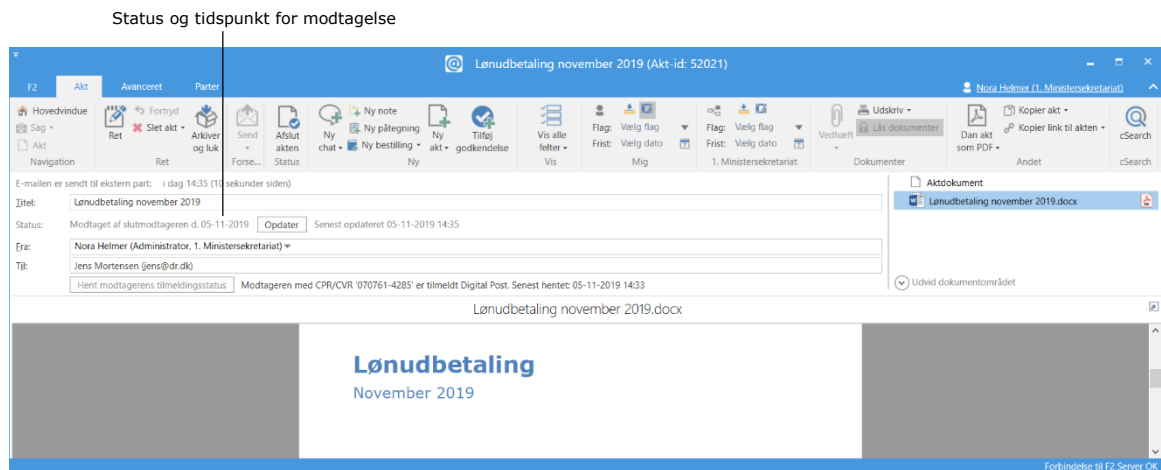 Status og tidspunkt for modtagelse
Lønudbetaling november 2019 (Akt-id: 52021)
F2 Akt Avanceret Parter Nora Helmer (1. Ministersekretariat)
Hovedvindue
Sag
Akt
Navigation
Ret
Fortryd
Slet akt
Arkiver og luk
Ret
Send
Forse...
Afslut akten
Status
Ny chat
Ny note
Ny påtegning
Ny bestilling
Ny akt
Tilføj godkendelse
Ny
Vis alle felter
Vis
Flag: Vælg flag
Frist: Vælg dato
Mig
Flag: Vælg flag
Frist: Vælg dato
1. Ministersekretariat
Vedhæft
Udskriv
Lås dokumenter
Dokumenter
Dan akt som PDF
Kopier akt
Kopier link til akten
Andet
cSearch
cSearch
E-mailen er sendt til ekstern part: i dag 14:35 (10 sekunder siden)
Titel: Lønudbetaling november 2019
Status: Modtaget af slutmodtageren d. 05-11-2019 Opdater Senest opdateret 05-11-2019 14:35
Fra: Nora Helmer (Administrator, 1. Ministersekretariat)
Til: Jens Mortensen (jens@dr.dk)
Hent modtagerens tilmeldingsstatus Modtageren med CPR/CVR '070761-4285' er tilmeldt Digital Post. Senest hentet: 05-11-2019 14:33
Aktdokument
Lønudbetaling november 2019.docx
Udvid dokumentområdet
Lønudbetaling november 2019.docx
Lønudbetaling
November 2019
Forbindelse til F2 Server OK